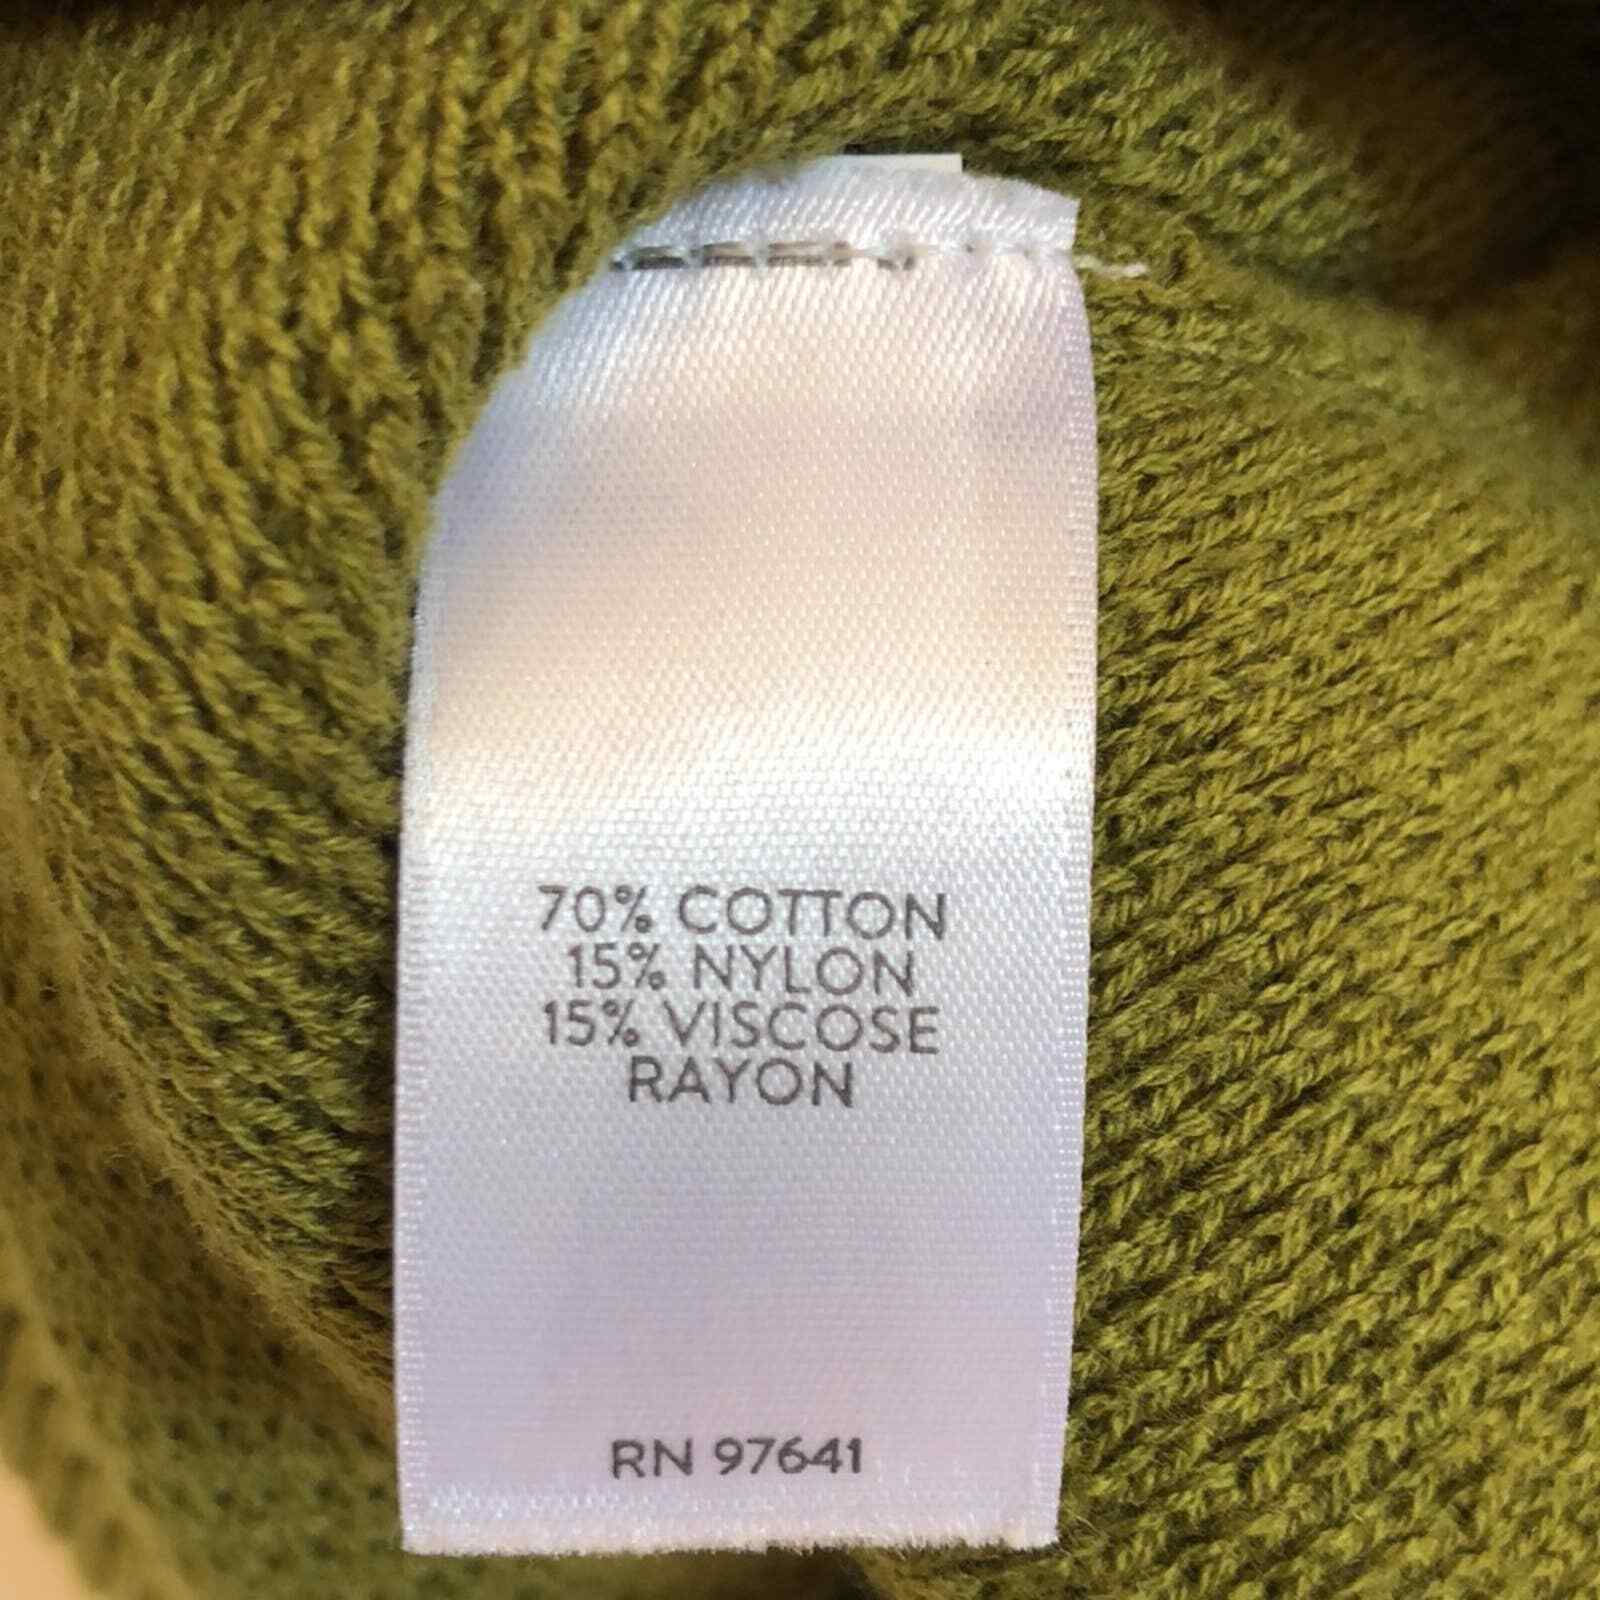 70% COTTON
15% NYLON
15% VISCOSE
RAYON
RN 97641